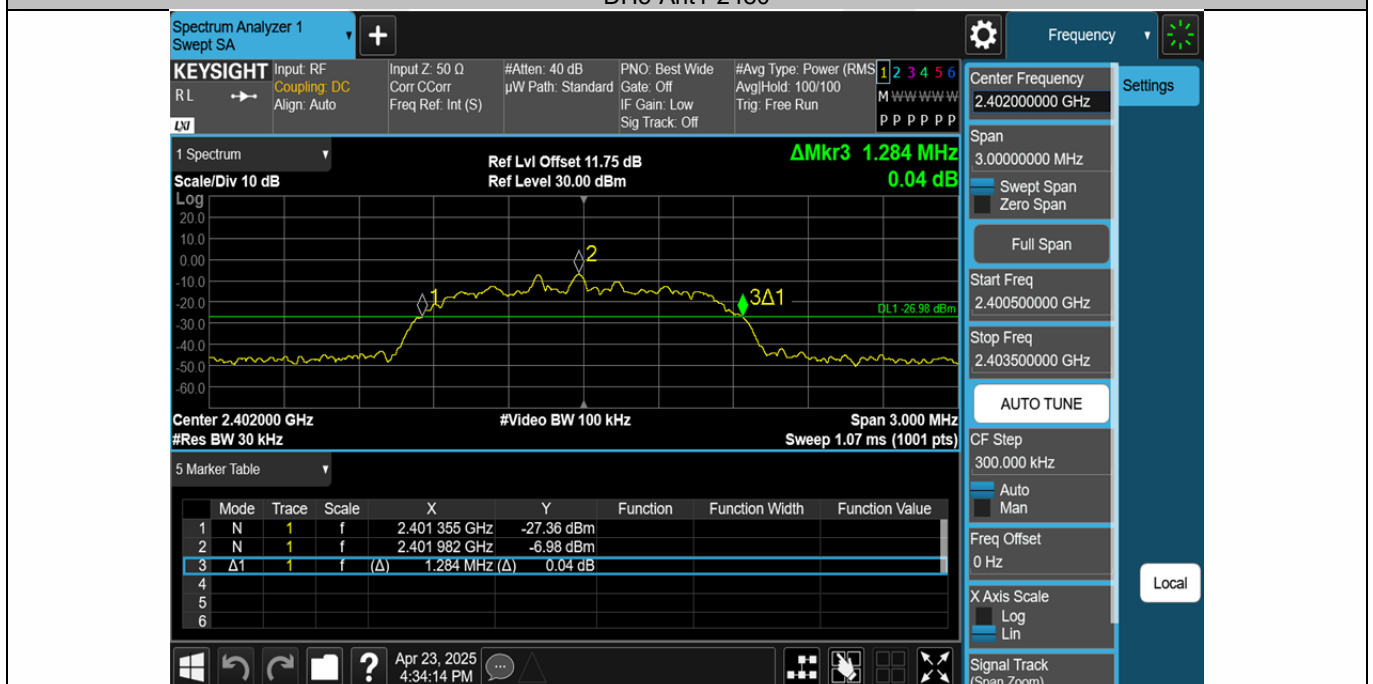 Spectrum Analyzer 1
Swept SA
Frequency
KEYSIGHT
RL
LXI
Input: RF
Coupling: DC
Align: Auto
Input Z: 50 Ω
Corr CCorr
Freq Ref: Int (S)
#Atten: 40 dB
µW Path: Standard
PNO: Best Wide
Gate: Off
IF Gain: Low
Sig Track: Off
#Avg Type: Power (RMS
Avg|Hold: 100/100
Trig: Free Run
1 2 3 4 5 6
M W W W W W
P P P P P P
1 Spectrum
Scale/Div 10 dB
Ref Lvl Offset 11.75 dB
Ref Level 30.00 dBm
ΔMkr3 1.284 MHz
0.04 dB
Log
20.0
10.0
0.00
-10.0
-20.0
-30.0
-40.0
-50.0
-60.0
1
2
3Δ1
DL1 -26.98 dBm
Center 2.402000 GHz
#Video BW 100 kHz
Span 3.000 MHz
#Res BW 30 kHz
Sweep 1.07 ms (1001 pts)
5 Marker Table
Mode Trace Scale X Y Function Function Width Function Value
1 N 1 f 2.401 355 GHz -27.36 dBm
2 N 1 f 2.401 982 GHz -6.98 dBm
3 Δ1 1 f (Δ) 1.284 MHz (Δ) 0.04 dB
4
5
6
?
Apr 23, 2025
4:34:14 PM
Center Frequency
2.402000000 GHz
Span
3.00000000 MHz
Swept Span
Zero Span
Full Span
Start Freq
2.400500000 GHz
Stop Freq
2.403500000 GHz
AUTO TUNE
CF Step
300.000 kHz
Auto
Man
Freq Offset
0 Hz
X Axis Scale
Log
Lin
Signal Track
(Span Zoom)
Settings
Local